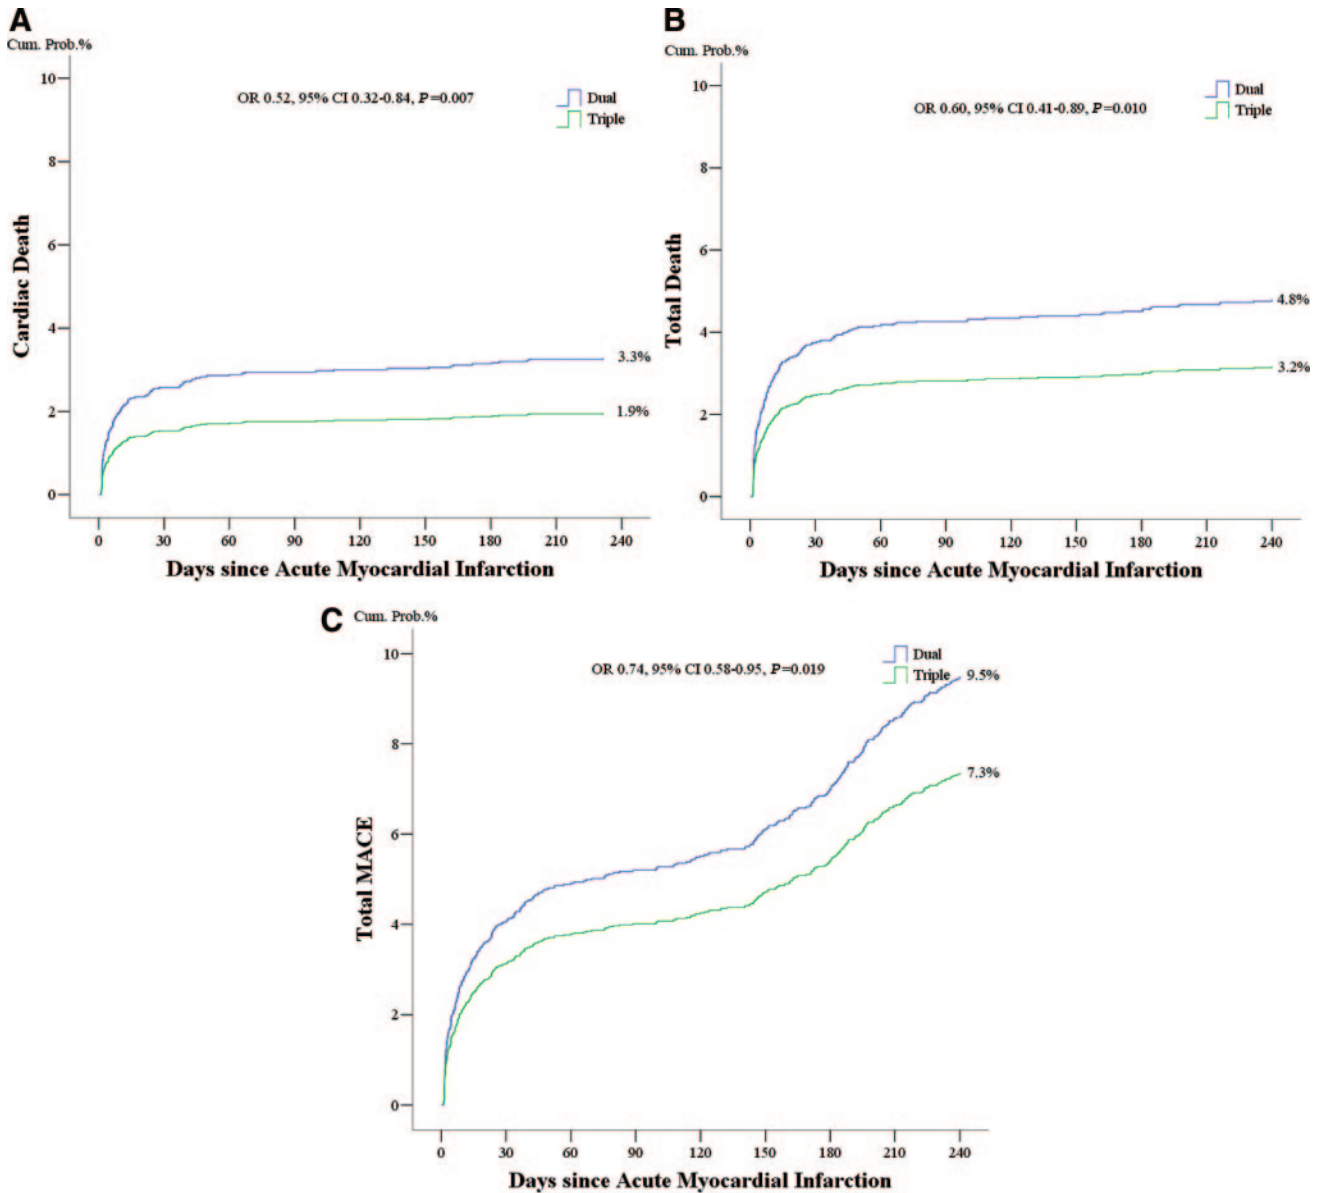 A
Cum. Prob.%
10
8
6
4
2
0
Cardiac Death
OR 0.52, 95% CI 0.32-0.84, P=0.007
Dual
Triple
3.3%
1.9%
0 30 60 90 120 150 180 210 240
Days since Acute Myocardial Infarction
B
Cum. Prob.%
10
8
6
4
2
0
Total Death
OR 0.60, 95% CI 0.41-0.89, P=0.010
Dual
Triple
4.8%
3.2%
0 30 60 90 120 150 180 210 240
Days since Acute Myocardial Infarction
C
Cum. Prob.%
10
8
6
4
2
0
Total MACE
OR 0.74, 95% CI 0.58-0.95, P=0.019
Dual
Triple
9.5%
7.3%
0 30 60 90 120 150 180 210 240
Days since Acute Myocardial Infarction